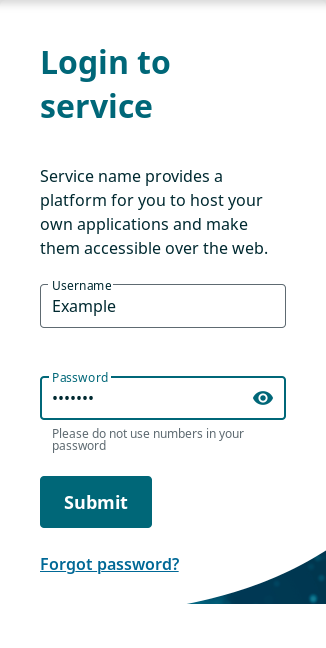 Login to
service
Service name provides a
platform for you to host your
own applications and make
them accessible over the web.
Username
Example
Password
•••••••
Please do not use numbers in your
password
Submit
Forgot password?